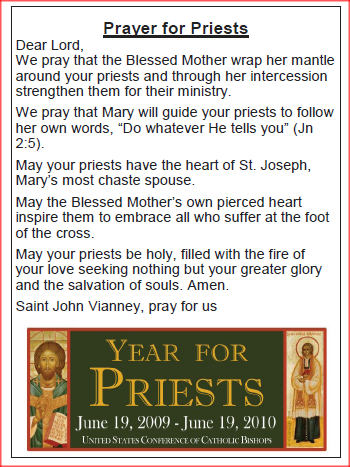 Prayer for Priests
Dear Lord,
We pray that the Blessed Mother wrap her mantle
around your priests and through her intercession
strengthen them for their ministry.
We pray that Mary will guide your priests to follow
her own words, “Do whatever He tells you” (Jn
2:5).
May your priests have the heart of St. Joseph,
Mary’s most chaste spouse.
May the Blessed Mother’s own pierced heart
inspire them to embrace all who suffer at the foot
of the cross.
May your priests be holy, filled with the fire of
your love seeking nothing but your greater glory
and the salvation of souls. Amen.
Saint John Vianney, pray for us
YEAR FOR
PRIESTS
June 19, 2009 - June 19, 2010
UNITED STATES CONFERENCE OF CATHOLIC BISHOPS